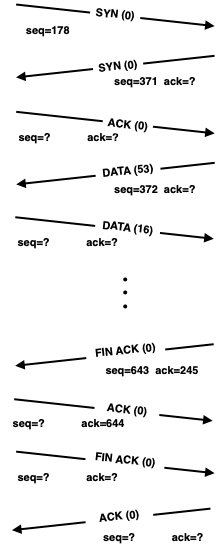 SYN (0)
seq=178
SYN (0)
seq=371 ack=?
ACK (0)
seq=? ack=?
DATA (53)
seq=372 ack=?
DATA (16)
seq=? ack=?
FIN ACK (0)
seq=643 ack=245
ACK (0)
seq=? ack=644
FIN ACK (0)
seq=? ack=?
ACK (0)
seq=? ack=?